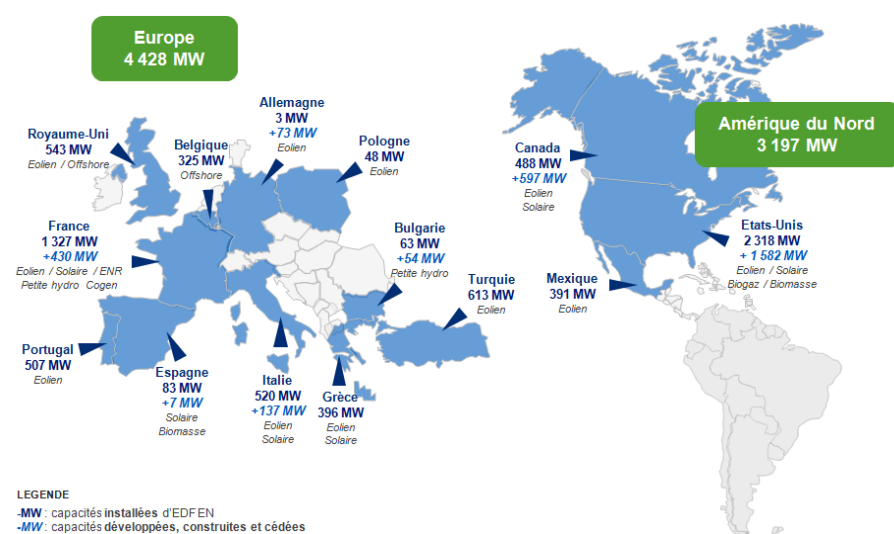 Europe
4 428 MW
Allemagne
3 MW
+73 MW
Eolien
Royaume-Uni
543 MW
Eolien / Offshore
Belgique
325 MW
Offshore
Pologne
48 MW
Eolien
France
1 327 MW
+430 MW
Eolien / Solaire / ENR
Petite hydro Cogen
Bulgarie
63 MW
+54 MW
Petite hydro
Turquie
613 MW
Eolien
Portugal
507 MW
Eolien
Espagne
83 MW
+7 MW
Solaire
Biomasse
Italie
520 MW
+137 MW
Eolien
Solaire
Grèce
396 MW
Eolien
Solaire
Amérique du Nord
3 197 MW
Canada
488 MW
+597 MW
Eolien
Solaire
Etats-Unis
2 318 MW
+ 1 582 MW
Eolien / Solaire
Biogaz / Biomasse
Mexique
391 MW
Eolien
LEGENDE
-MW : capacités installées d'EDF EN
-MW : capacités développées, construites et cédées